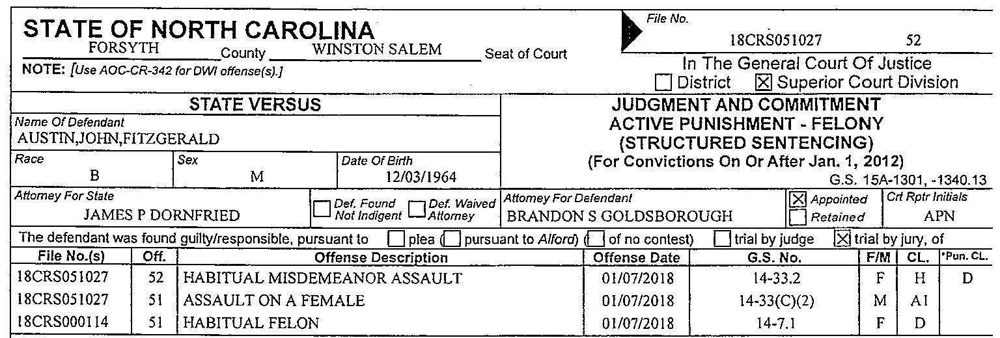 STATE OF NORTH CAROLINA
FORSYTH County WINSTON SALEM Seat of Court
NOTE: [Use AOC-CR-342 for DWI offense(s).]
File No.
18CRS051027 52
In The General Court Of Justice
District Superior Court Division
STATE VERSUS
Name Of Defendant
AUSTIN,JOHN,FITZGERALD
Race Sex Date Of Birth
B M 12/03/1964
JUDGMENT AND COMMITMENT
ACTIVE PUNISHMENT - FELONY
(STRUCTURED SENTENCING)
(For Convictions On Or After Jan. 1, 2012)
G.S. 15A-1301, -1340.13
Attorney For State
JAMES P DORNFRIED
Def. Found Not Indigent
Def. Waived Attorney
Attorney For Defendant
BRANDON S GOLDSBOROUGH
Appointed
Retained
Crt Rptr Initials
APN
The defendant was found guilty/responsible, pursuant to plea ( pursuant to Alford) ( of no contest) trial by judge trial by jury, of
File No.(s) Off. Offense Description Offense Date G.S. No. F/M CL. *Pun. CL.
18CRS051027 52 HABITUAL MISDEMEANOR ASSAULT 01/07/2018 14-33.2 F H D
18CRS051027 51 ASSAULT ON A FEMALE 01/07/2018 14-33(C)(2) M A1
18CRS000114 51 HABITUAL FELON 01/07/2018 14-7.1 F D